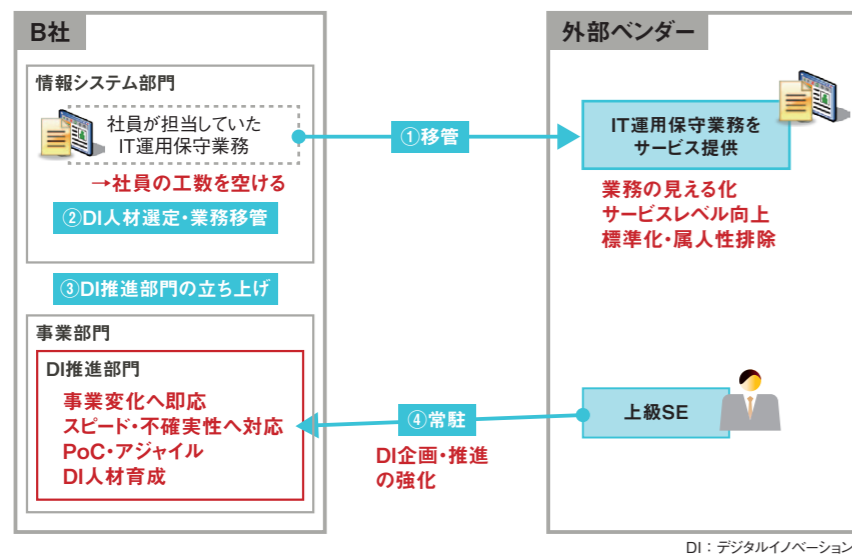 B社
情報システム部門
社員が担当していた
IT運用保守業務
→社員の工数を空ける
②DI人材選定・業務移管
③DI推進部門の立ち上げ
事業部門
DI推進部門
事業変化へ即応
スピード・不確実性へ対応
PoC・アジャイル
DI人材育成
①移管
④常駐
DI企画・推進
の強化
外部ベンダー
IT運用保守業務を
サービス提供
業務の見える化
サービスレベル向上
標準化・属人性排除
上級SE
DI：デジタルイノベーション